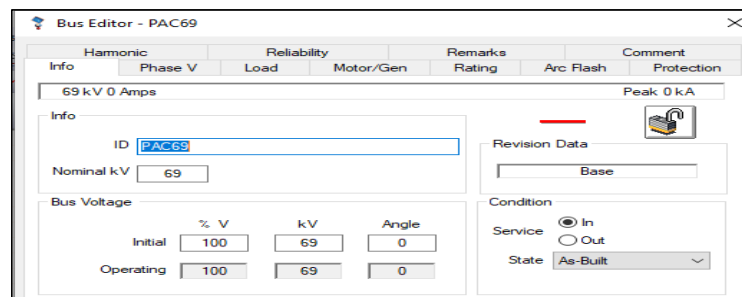 Bus Editor - PAC69
Harmonic Reliability Remarks Comment
Info Phase V Load Motor/Gen Rating Arc Flash Protection
69 kV 0 Amps Peak 0 kA
Info
ID PAC69
Nominal kV 69
Revision Data
Base
Bus Voltage
% V kV Angle
Initial 100 69 0
Operating 100 69 0
Condition
Service In
Out
State As-Built